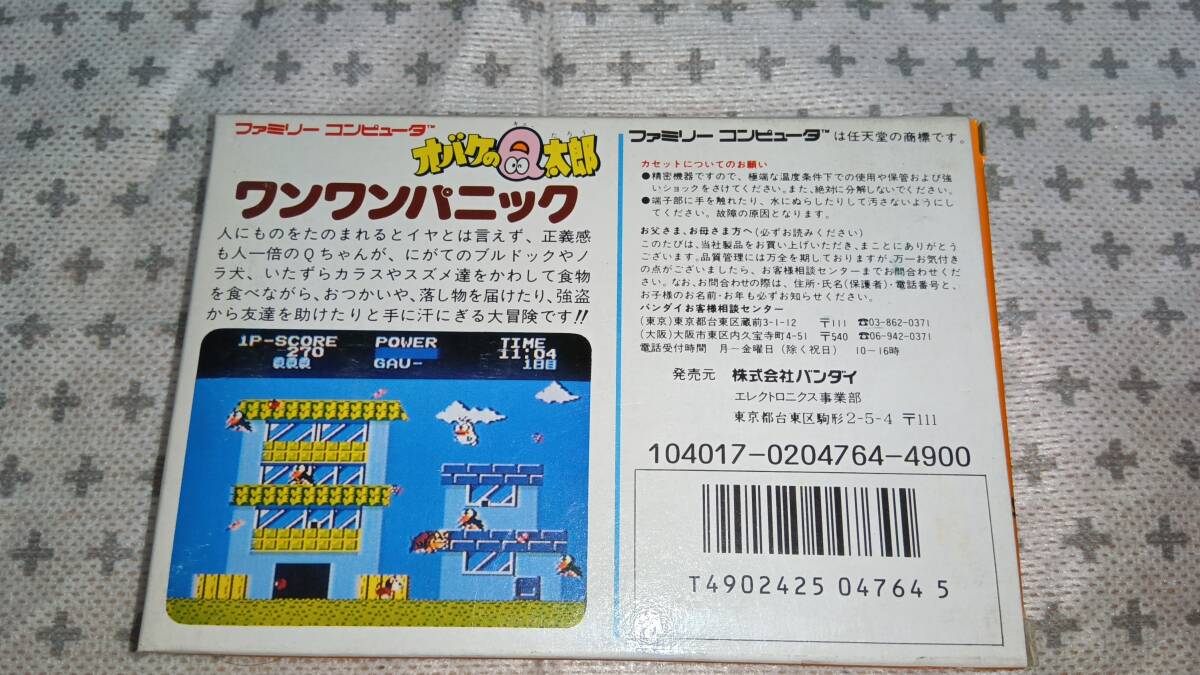 ファミリー コンピュータ™
オバケのQ太郎
ワンワンパニック
人にものをたのまれるとイヤとは言えず、正義感
も人一倍のQちゃんが、にがてのブルドックやノ
ラ犬、いたずらカラスやスズメ達をかわして食物
を食べながら、おつかいや、落し物を届けたり、強盗
から友達を助けたりと手に汗にぎる大冒険です!!
1P-SCORE POWER TIME
270 11:04
GAU- 1日目
ファミリー コンピュータ™は任天堂の商標です。
カセットについてのお願い
●精密機器ですので、極端な温度条件下での使用や保管および強
いショックをさけてください。また、絶対に分解しないでください。
●端子部に手を触れたり、水にぬらしたりして汚さないようにし
てください。故障の原因となります。
お父さま、お母さま方へ(必ずお読みください)
このたびは、当社製品をお買い上げいただき、まことにありがとう
ございます。品質管理には万全を期しておりますが、万一お気付き
の点がございましたら、お客様相談センターまでお問合わせくださ
い。なお、お問合わせの際は、住所・氏名(保護者)・電話番号と、
お子様のお名前・お年も必ずお知らせください。
バンダイお客様相談センター
(東京)東京都台東区蔵前3-1-12 〒111 ☎03-862-0371
(大阪)大阪市東区内久宝寺町4-51 〒540 ☎06-942-0371
電話受付時間 月―金曜日(除く祝日) 10-16時
発売元 株式会社バンダイ
エレクトロニクス事業部
東京都台東区駒形2-5-4 〒111
104017-0204764-4900
T4902425 04764 5